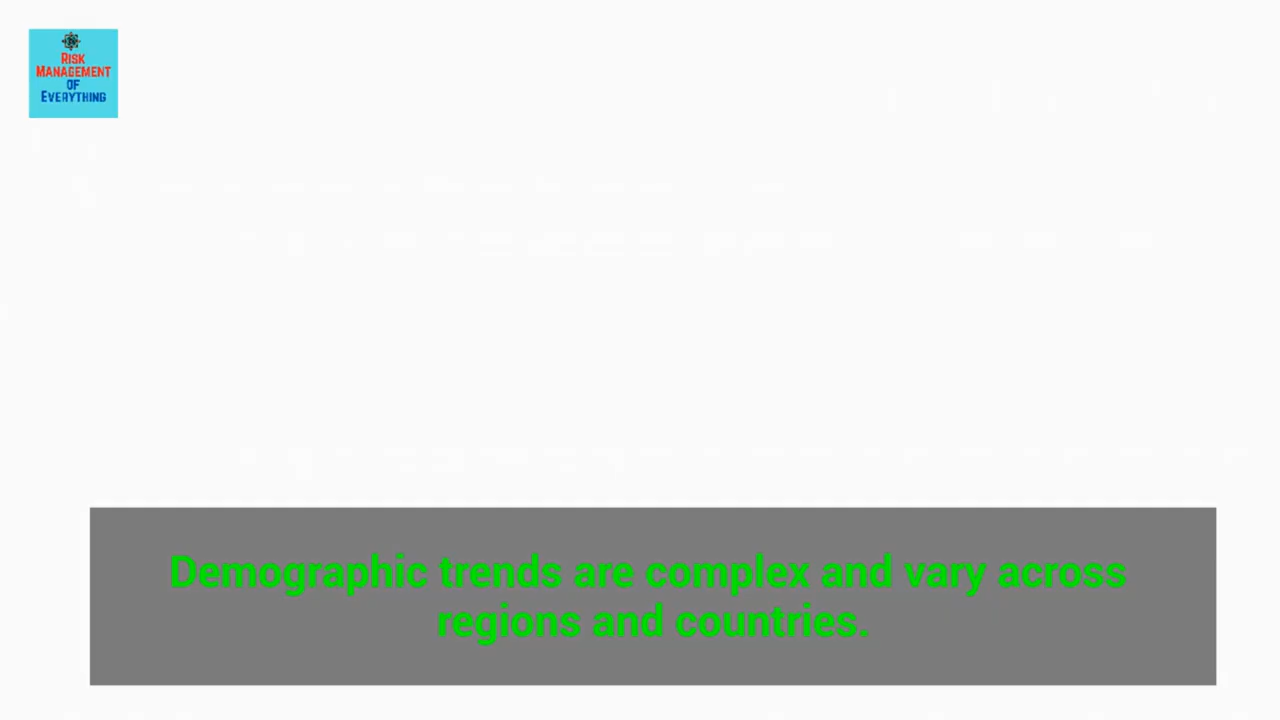 Risk
Management
of
Everything
Demographic trends are complex and vary across
regions and countries.